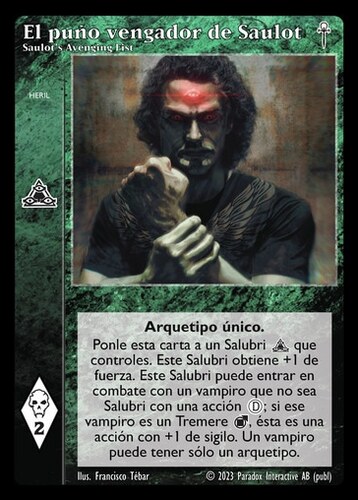 El puño vengador de Saulot
Saulot's Avenging Fist
HERIL
Arquetipo único.
Ponle esta carta a un Salubri que
controles. Este Salubri obtiene +1 de
fuerza. Este Salubri puede entrar en
combate con un vampiro que no sea
Salubri con una acción Ⓓ; si ese
vampiro es un Tremere , ésta es una
acción con +1 de sigilo. Un vampiro
puede tener sólo un arquetipo.
2
Ilus. Francisco Tébar
© 2023 Paradox Interactive AB (publ)